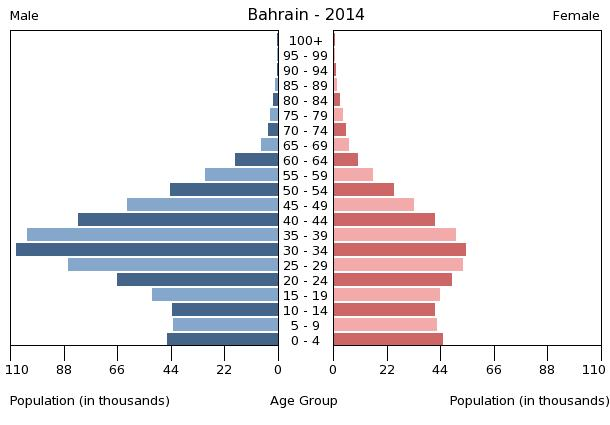 Male Bahrain - 2014 Female
100+
95 - 99
90 - 94
85 - 89
80 - 84
75 - 79
70 - 74
65 - 69
60 - 64
55 - 59
50 - 54
45 - 49
40 - 44
35 - 39
30 - 34
25 - 29
20 - 24
15 - 19
10 - 14
5 - 9
0 - 4
110 88 66 44 22 0 0 22 44 66 88 110
Population (in thousands) Age Group Population (in thousands)